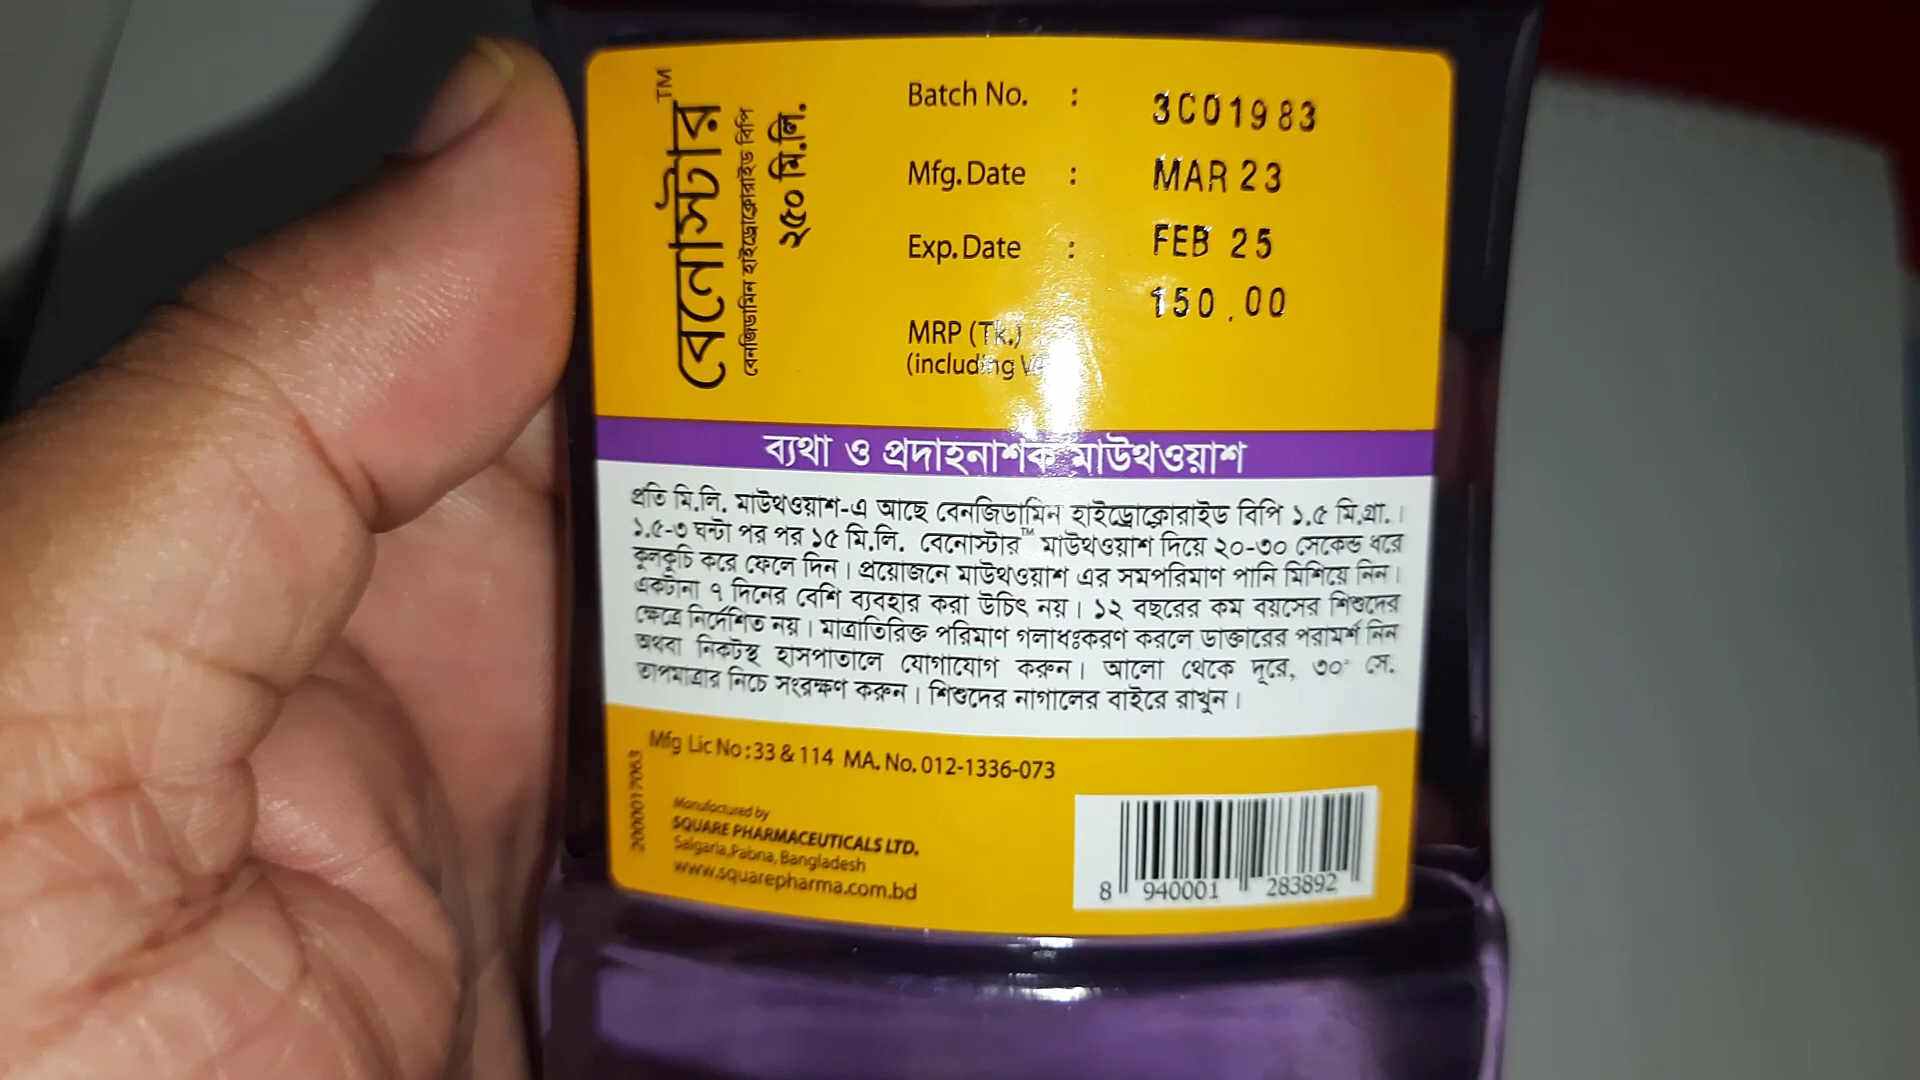 বেনোস্টার™
বেনজিডামিন হাইড্রোক্লোরাইড বিপি
২৫০ মি.লি.
Batch No. : 3C01983
Mfg. Date : MAR 23
Exp. Date : FEB 25
150.00
MRP (Tk.)
(including
ব্যথা ও প্রদাহনাশক মাউথওয়াশ
প্রতি মি.লি. মাউথওয়াশ-এ আছে বেনজিডামিন হাইড্রোক্লোরাইড বিপি ১.৫ মি.গ্রা.।
১.৫-৩ ঘন্টা পর পর ১৫ মি.লি. বেনোস্টার™ মাউথওয়াশ দিয়ে ২০-৩০ সেকেন্ড ধরে
কুলকুচি করে ফেলে দিন। প্রয়োজনে মাউথওয়াশ এর সমপরিমাণ পানি মিশিয়ে নিন।
একটানা ৭ দিনের বেশি ব্যবহার করা উচিৎ নয়। ১২ বছরের কম বয়সের শিশুদের
ক্ষেত্রে নির্দেশিত নয়। মাত্রাতিরিক্ত পরিমাণ গলাধঃকরণ করলে ডাক্তারের পরামর্শ নিন
অথবা নিকটস্থ হাসপাতালে যোগাযোগ করুন। আলো থেকে দূরে, ৩০° সে.
তাপমাত্রার নিচে সংরক্ষণ করুন। শিশুদের নাগালের বাইরে রাখুন।
Mfg Lic No : 33 & 114 MA. No. 012-1336-073
2000017063
Manufactured by
SQUARE PHARMACEUTICALS LTD.
Salgaria, Pabna, Bangladesh
www.squarepharma.com.bd
8 940001 283892